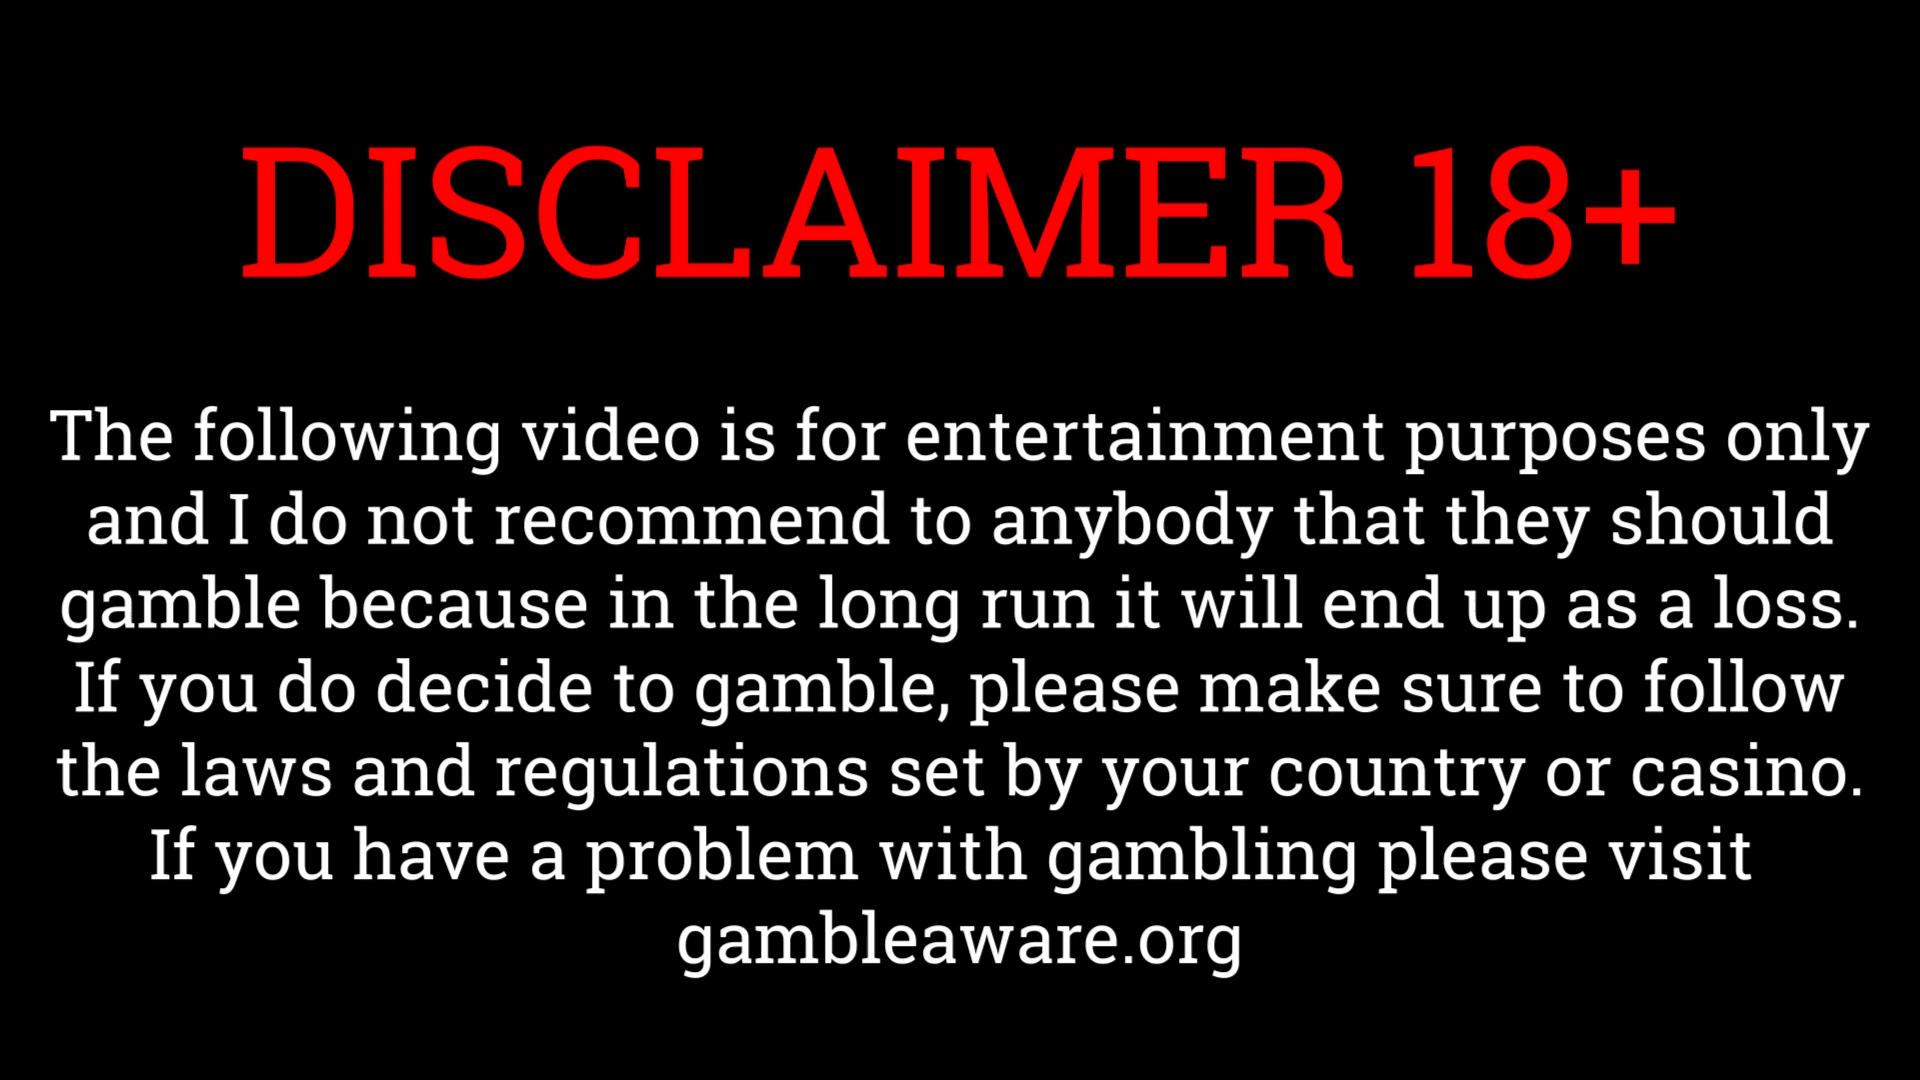 DISCLAIMER 18+
The following video is for entertainment purposes only
and I do not recommend to anybody that they should
gamble because in the long run it will end up as a loss.
If you do decide to gamble, please make sure to follow
the laws and regulations set by your country or casino.
If you have a problem with gambling please visit
gambleaware.org